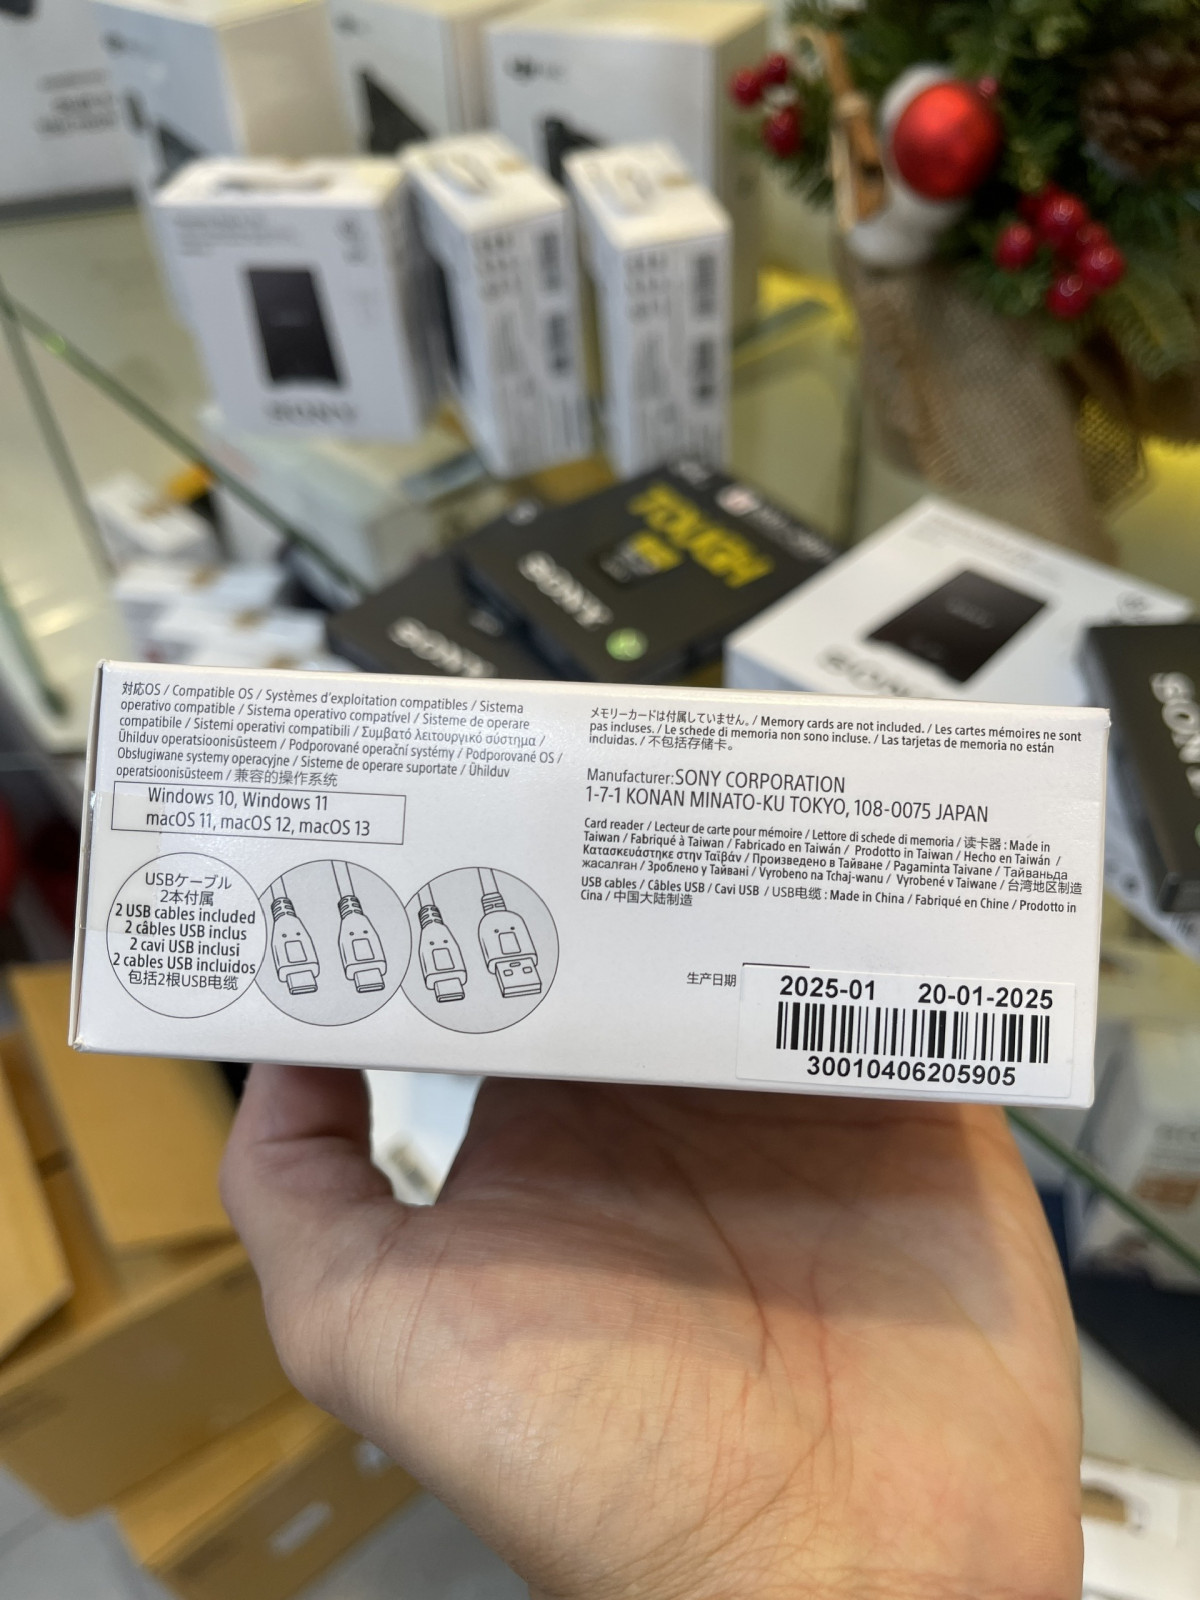 TOUGH
SONY
SONY
対応OS / Compatible OS / Systèmes d'exploitation compatibles / Sistema
operativo compatible / Sistema operativo compatível / Sisteme de operare
compatibile / Sistemi operativi compatibili / Συμβατό λειτουργικό σύστημα /
Ühilduv operatsioonisüsteem / Podporované operační systémy / Podporované OS /
Obsługiwane systemy operacyjne / Sisteme de operare suportate / Ühilduv
operatsioonisüsteem / 兼容的操作系统
Windows 10, Windows 11
macOS 11, macOS 12, macOS 13
USBケーブル
2本付属
2 USB cables included
2 câbles USB inclus
2 cavi USB inclusi
2 cables USB incluidos
包括2根USB电缆
メモリーカードは付属していません。 / Memory cards are not included. / Les cartes mémoires ne sont
pas incluses. / Le schede di memoria non sono incluse. / Las tarjetas de memoria no están
incluidas. / 不包括存储卡。
Manufacturer: SONY CORPORATION
1-7-1 KONAN MINATO-KU TOKYO, 108-0075 JAPAN
Card reader / Lecteur de carte pour mémoire / Lettore di schede di memoria / 读卡器 : Made in
Taiwan / Fabriqué à Taiwan / Fabricado en Taiwán / Prodotto in Taiwan / Hecho en Taiwán /
Κατασκευάστηκε στην Ταϊβάν / Произведено в Тайване / Pagaminta Taivane / Тайваньда
жасалған / Зроблено у Тайвані / Vyrobeno na Tchaj-wanu / Vyrobené v Taiwane / 台湾地区制造
USB cables / Câbles USB / Cavi USB / USB电缆 : Made in China / Fabriqué en Chine / Prodotto in
Cina / 中国大陆制造
生产日期
2025-01 20-01-2025
30010406205905